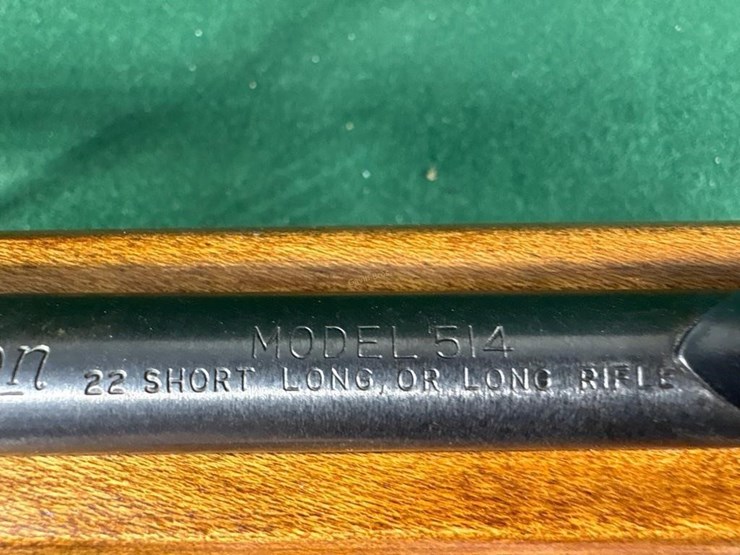 MODEL 514
22 SHORT LONG, OR LONG RIFLE